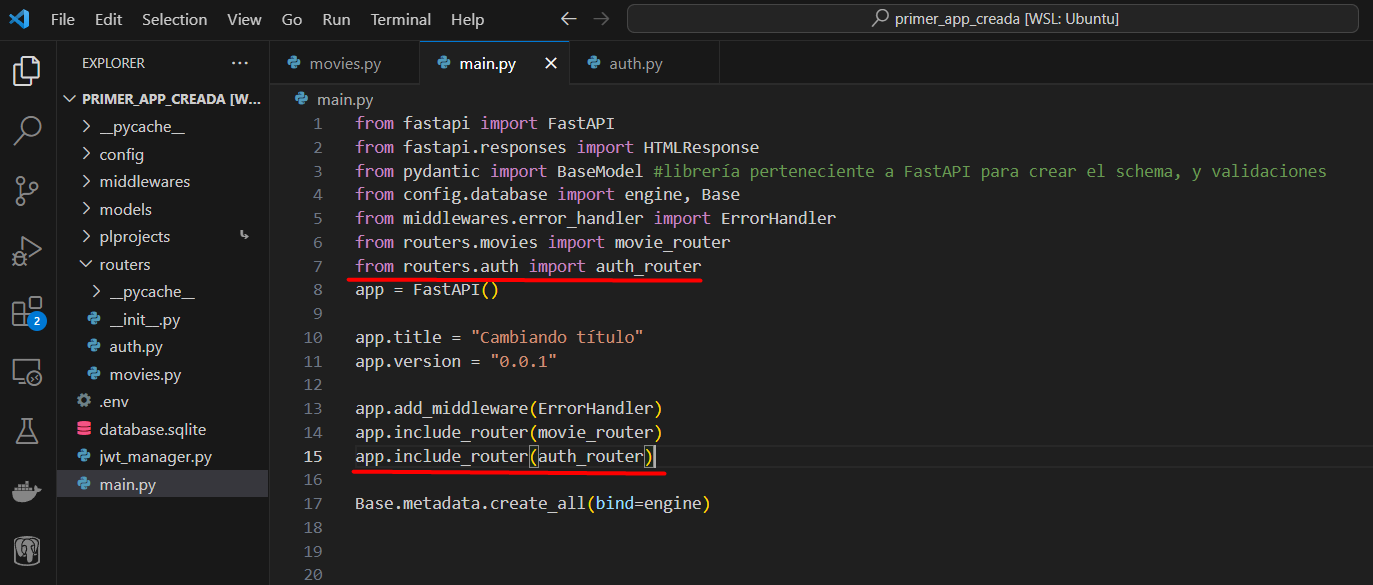 File Edit Selection View Go Run Terminal Help
primer_app_creada [WSL: Ubuntu]
EXPLORER
PRIMER_APP_CREADA [W...
__pycache__
config
middlewares
models
plprojects
routers
__pycache__
__init__.py
auth.py
movies.py
.env
database.sqlite
jwt_manager.py
main.py
2
movies.py main.py auth.py
main.py
1 from fastapi import FastAPI
2 from fastapi.responses import HTMLResponse
3 from pydantic import BaseModel #librería perteneciente a FastAPI para crear el schema, y validaciones
4 from config.database import engine, Base
5 from middlewares.error_handler import ErrorHandler
6 from routers.movies import movie_router
7 from routers.auth import auth_router
8 app = FastAPI()
9
10 app.title = "Cambiando título"
11 app.version = "0.0.1"
12
13 app.add_middleware(ErrorHandler)
14 app.include_router(movie_router)
15 app.include_router(auth_router)
16
17 Base.metadata.create_all(bind=engine)
18
19
20